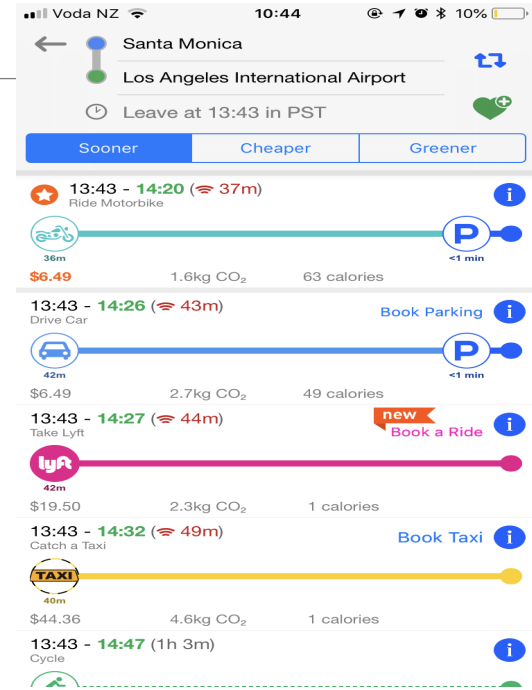 Voda NZ 10:44 10%
Santa Monica
Los Angeles International Airport
Leave at 13:43 in PST
Sooner Cheaper Greener
13:43 - 14:20 (37m)
Ride Motorbike
P
36m <1 min
$6.49 1.6kg CO₂ 63 calories
13:43 - 14:26 (43m) Book Parking
Drive Car
P
42m <1 min
$6.49 2.7kg CO₂ 49 calories
13:43 - 14:27 (44m) new
Take Lyft Book a Ride
lyft
42m
$19.50 2.3kg CO₂ 1 calories
13:43 - 14:32 (49m) Book Taxi
Catch a Taxi
TAXI
40m
$44.36 4.6kg CO₂ 1 calories
13:43 - 14:47 (1h 3m)
Cycle